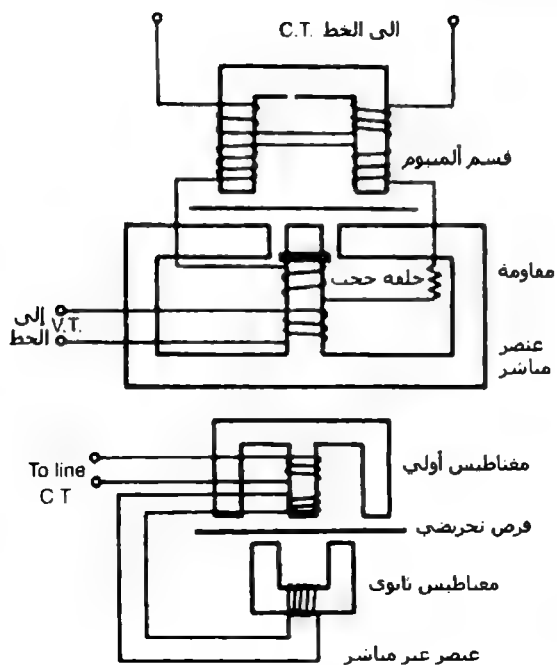 الى الخط C.T.
قسم ألمنيوم
مقاومة
حلقه حجب
V.T. إلى
الخط
عنصر
مباشر
مغناطيس أولي
To line
C T
قرص تحريضي
مغناطيس ثانوى
عنصر غير مباشر